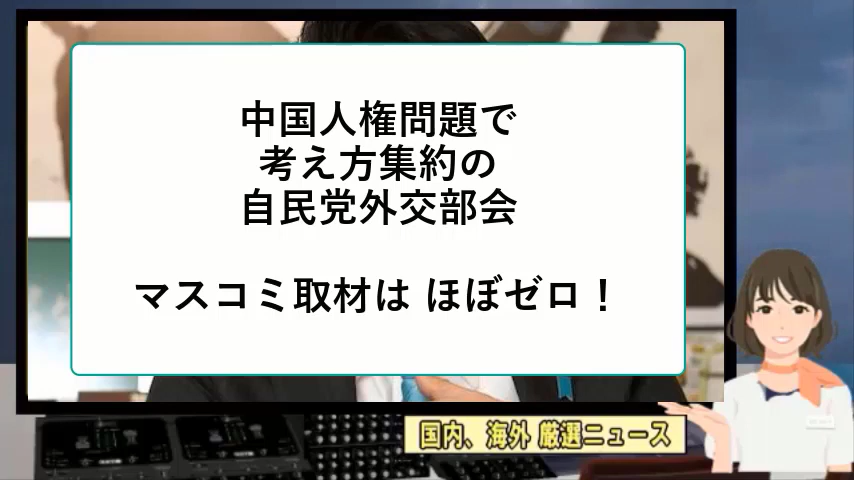 中国人権問題で
考え方集約の
自民党外交部会
マスコミ取材は ほぼゼロ！
国内、海外 厳選ニュース